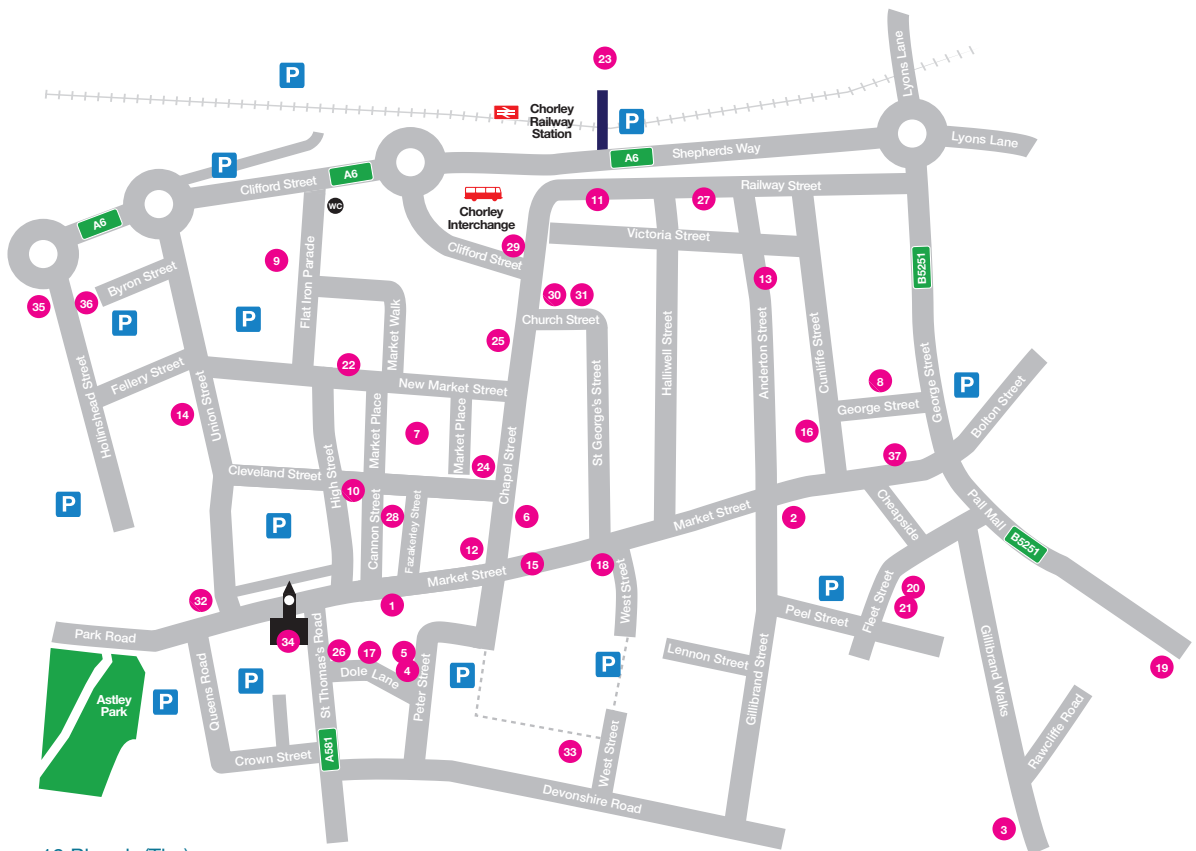 Lyons Lane
23
P
P
Chorley
Railway
Station
P
Lyons Lane
A6
Shepherds Way
P
A6
Clifford Street
Railway Street
WC
11
27
Chorley
Interchange
A6
Victoria Street
29
Clifford Street
9
Flat Iron Parade
B5251
13
Byron Street
35
36
30
31
P
P
Church Street
Market Walk
25
Halliwell Street
Anderton Street
Cunliffe Street
22
New Market Street
8
George Street
George Street
P
Bolton Street
Fellery Street
Hollinshead Street
Union Street
14
St George's Street
7
Market Place
Market Place
16
37
24
Chapel Street
Cleveland Street
High Street
10
P
Cannon Street
28
Fazakerley Street
6
Market Street
2
Cheapside
Pall Mall
B5251
P
12
15
18
Market Street
West Street
32
1
P
20
21
Fleet Street
Peel Street
Park Road
34
St Thomas's Road
26
17
5
4
Dole Lane
Peter Street
P
P
Lennon Street
Gillibrand Street
Gillibrand Walks
19
Queens Road
P
P
Astley
Park
A581
Crown Street
33
West Street
Rawcliffe Road
Devonshire Road
3